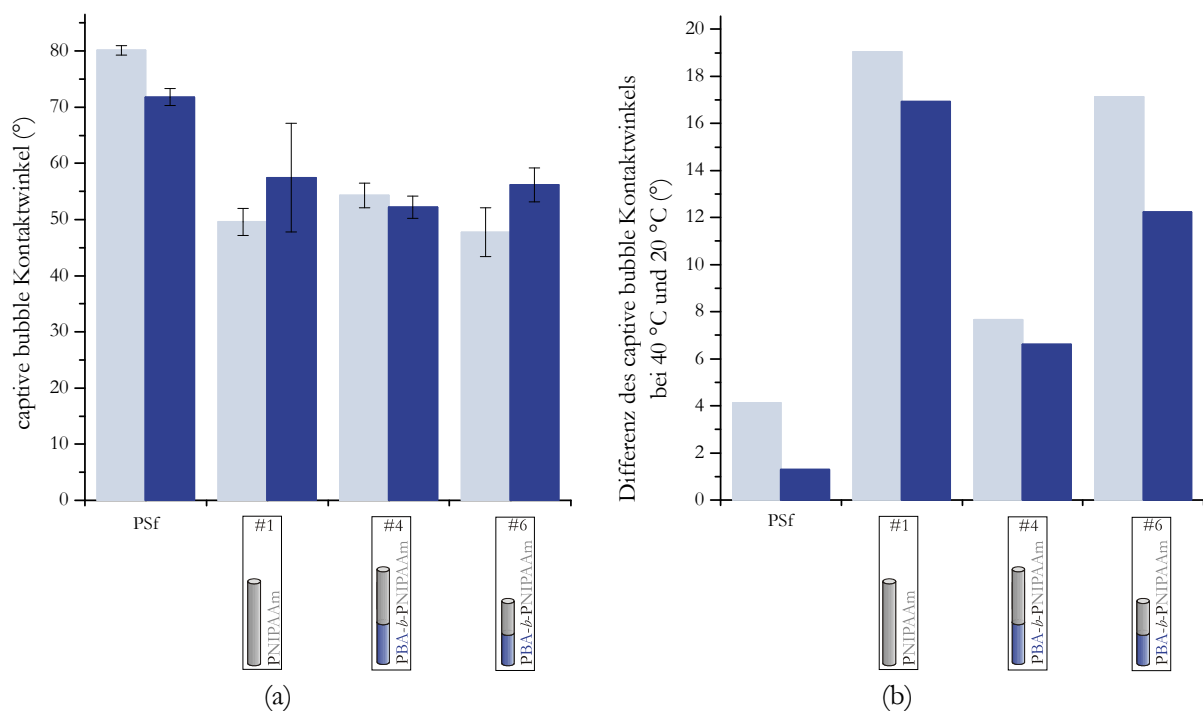 captive bubble Kontaktwinkel (°)
80
70
60
50
40
30
20
10
0
PSf
#1
PNIPAAm
#4
PBA-b-PNIPAAm
#6
PBA-b-PNIPAAm
(a)
Differenz des captive bubble Kontaktwinkels
bei 40 °C und 20 °C (°)
20
18
16
14
12
10
8
6
4
2
0
PSf
#1
PNIPAAm
#4
PBA-b-PNIPAAm
#6
PBA-b-PNIPAAm
(b)